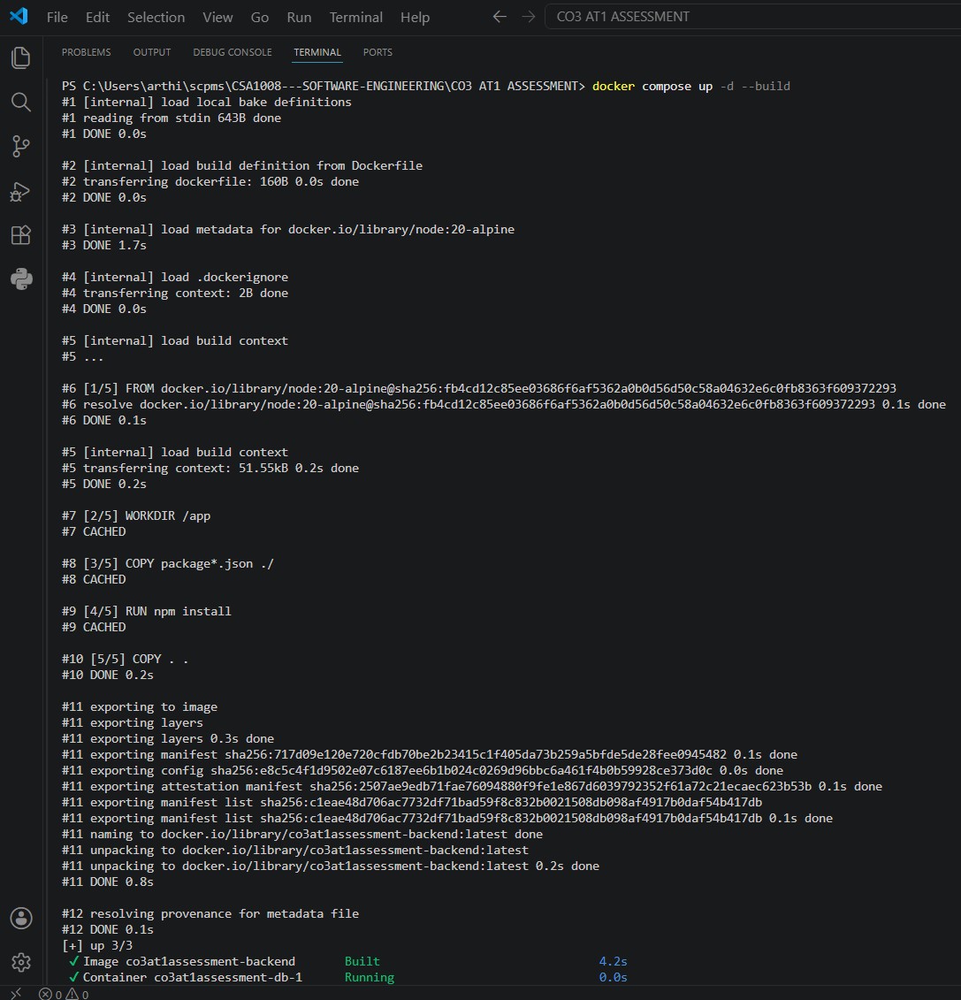 File Edit Selection View Go Run Terminal Help
CO3 AT1 ASSESSMENT
PROBLEMS OUTPUT DEBUG CONSOLE TERMINAL PORTS
PS C:\Users\arthi\scpms\CSA1008---SOFTWARE-ENGINEERING\CO3 AT1 ASSESSMENT> docker compose up -d --build
#1 [internal] load local bake definitions
#1 reading from stdin 643B done
#1 DONE 0.0s
#2 [internal] load build definition from Dockerfile
#2 transferring dockerfile: 160B 0.0s done
#2 DONE 0.0s
#3 [internal] load metadata for docker.io/library/node:20-alpine
#3 DONE 1.7s
#4 [internal] load .dockerignore
#4 transferring context: 2B done
#4 DONE 0.0s
#5 [internal] load build context
#5 ...
#6 [1/5] FROM docker.io/library/node:20-alpine@sha256:fb4cd12c85ee03686f6af5362a0b0d56d50c58a04632e6c0fb8363f609372293
#6 resolve docker.io/library/node:20-alpine@sha256:fb4cd12c85ee03686f6af5362a0b0d56d50c58a04632e6c0fb8363f609372293 0.1s done
#6 DONE 0.1s
#5 [internal] load build context
#5 transferring context: 51.55kB 0.2s done
#5 DONE 0.2s
#7 [2/5] WORKDIR /app
#7 CACHED
#8 [3/5] COPY package*.json ./
#8 CACHED
#9 [4/5] RUN npm install
#9 CACHED
#10 [5/5] COPY . .
#10 DONE 0.2s
#11 exporting to image
#11 exporting layers
#11 exporting layers 0.3s done
#11 exporting manifest sha256:717d09e120e720cfdb70be2b23415c1f405da73b259a5bfde5de28fee0945482 0.1s done
#11 exporting config sha256:e8c5c4f1d9502e07c6187ee6b1b024c0269d96bbc6a461f4b0b59928ce373d0c 0.0s done
#11 exporting attestation manifest sha256:2507ae9edb71fae76094880f9fe1e867d6039792352f61a72c21ecaec623b53b 0.1s done
#11 exporting manifest list sha256:c1eae48d706ac7732df71bad59f8c832b0021508db098af4917b0daf54b417db
#11 exporting manifest list sha256:c1eae48d706ac7732df71bad59f8c832b0021508db098af4917b0daf54b417db 0.1s done
#11 naming to docker.io/library/co3at1assessment-backend:latest done
#11 unpacking to docker.io/library/co3at1assessment-backend:latest
#11 unpacking to docker.io/library/co3at1assessment-backend:latest 0.2s done
#11 DONE 0.8s
#12 resolving provenance for metadata file
#12 DONE 0.1s
[+] up 3/3
✓ Image co3at1assessment-backend Built 4.2s
✓ Container co3at1assessment-db-1 Running 0.0s
0 0